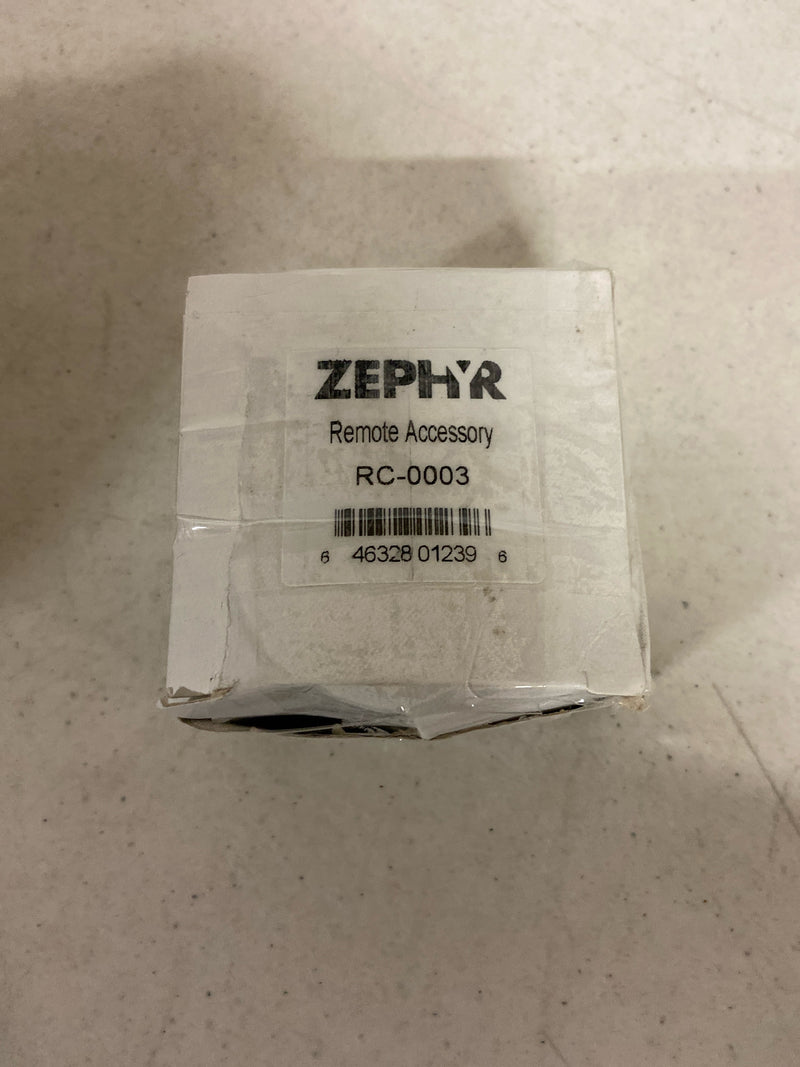 ZEPHYR
Remote Accessory
RC-0003
6 46328 01239 6